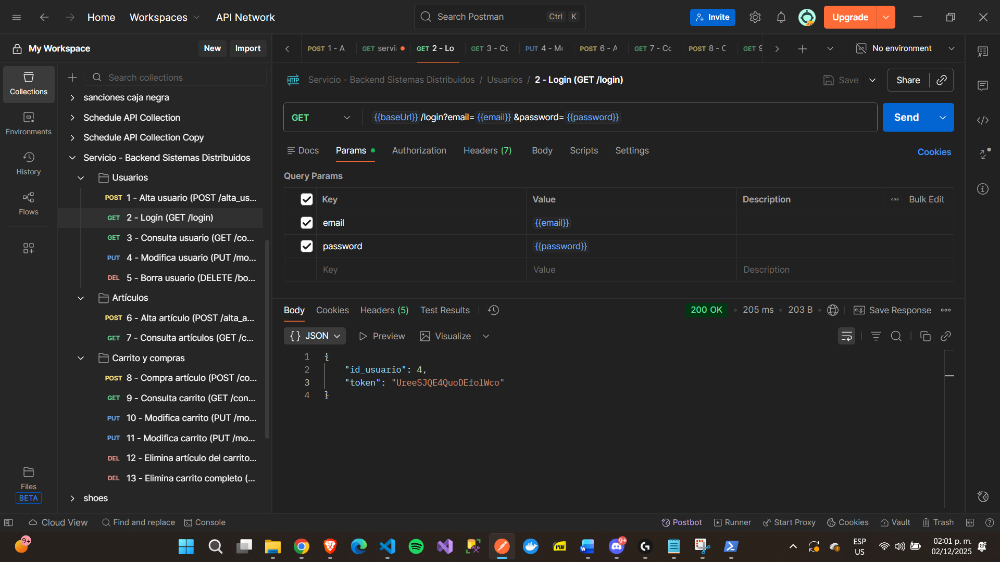 Home
Workspaces
API Network
Search Postman
Ctrl K
Invite
Upgrade
My Workspace
New
Import
POST 1 - A
GET servi
GET 2 - Lo
GET 3 - Co
PUT 4 - Mo
POST 6 - A
GET 7 - Co
POST 8 - C
GET 9
No environment
Collections
Environments
History
Flows
Files
BETA
Search collections
sanciones caja negra
Schedule API Collection
Schedule API Collection Copy
Servicio - Backend Sistemas Distribuidos
Usuarios
POST 1 - Alta usuario (POST /alta_us...
GET 2 - Login (GET /login)
GET 3 - Consulta usuario (GET /co...
PUT 4 - Modifica usuario (PUT /mo...
DEL 5 - Borra usuario (DELETE /bo...
Artículos
POST 6 - Alta artículo (POST /alta_a...
GET 7 - Consulta artículos (GET /c...
Carrito y compras
POST 8 - Compra artículo (POST /co...
GET 9 - Consulta carrito (GET /con...
PUT 10 - Modifica carrito (PUT /mo...
PUT 11 - Modifica carrito (PUT /mo...
DEL 12 - Elimina artículo del carrito...
DEL 13 - Elimina carrito completo (...
shoes
HTTP Servicio - Backend Sistemas Distribuidos / Usuarios / 2 - Login (GET /login)
Save
Share
GET {{baseUrl}}/login?email={{email}}&password={{password}}
Send
Docs Params Authorization Headers (7) Body Scripts Settings
Cookies
Query Params
Key Value Description Bulk Edit
email {{email}}
password {{password}}
Key Value Description
Body Cookies Headers (5) Test Results
200 OK 205 ms 203 B e.g. Save Response
{} JSON Preview Visualize
1 {
2 "id_usuario": 4,
3 "token": "UreeSJQE4QuoDEfolWco"
4 }
Cloud View Find and replace Console
Postbot Runner Start Proxy Cookies Vault Trash
9+
PDF
9+
ESP
US
02:01 p. m.
02/12/2025